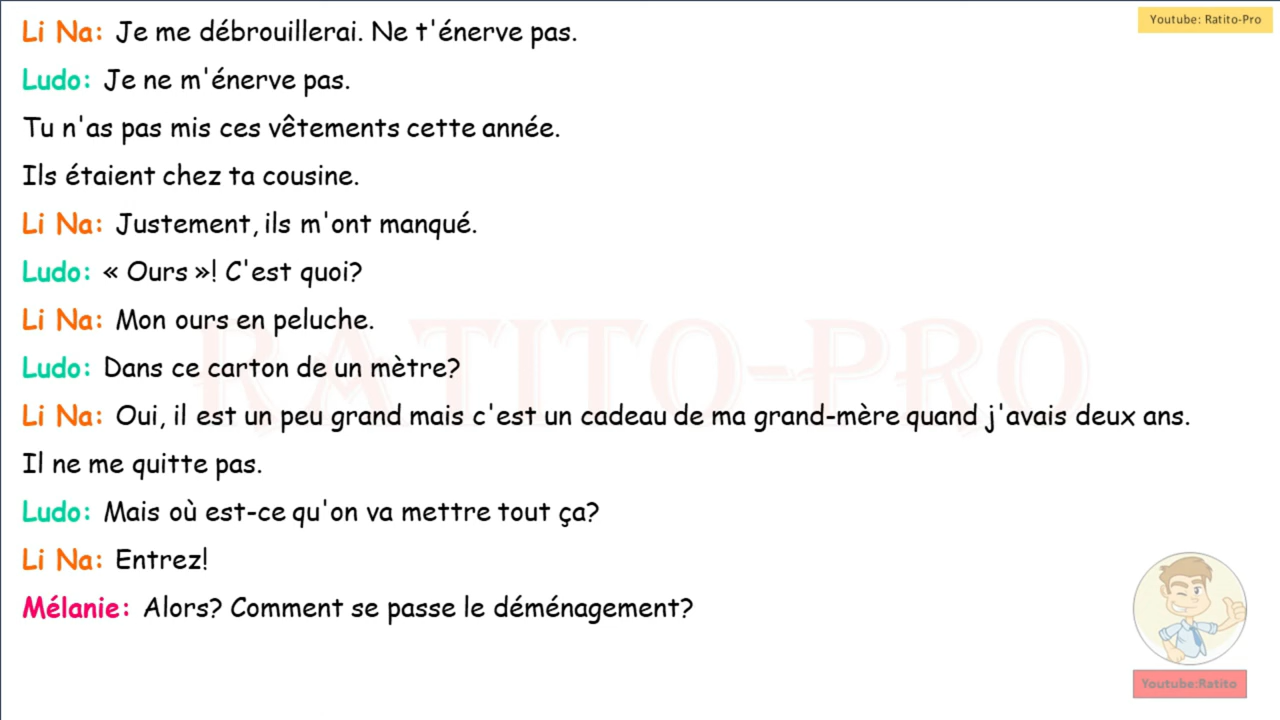 Youtube: Ratito-Pro
Li Na: Je me débrouillerai. Ne t'énerve pas.
Ludo: Je ne m'énerve pas.
Tu n'as pas mis ces vêtements cette année.
Ils étaient chez ta cousine.
Li Na: Justement, ils m'ont manqué.
Ludo: « Ours »! C'est quoi?
Li Na: Mon ours en peluche.
RATITO-PRO
Ludo: Dans ce carton de un mètre?
Li Na: Oui, il est un peu grand mais c'est un cadeau de ma grand-mère quand j'avais deux ans.
Il ne me quitte pas.
Ludo: Mais où est-ce qu'on va mettre tout ça?
Li Na: Entrez!
Mélanie: Alors? Comment se passe le déménagement?
Youtube:Ratito